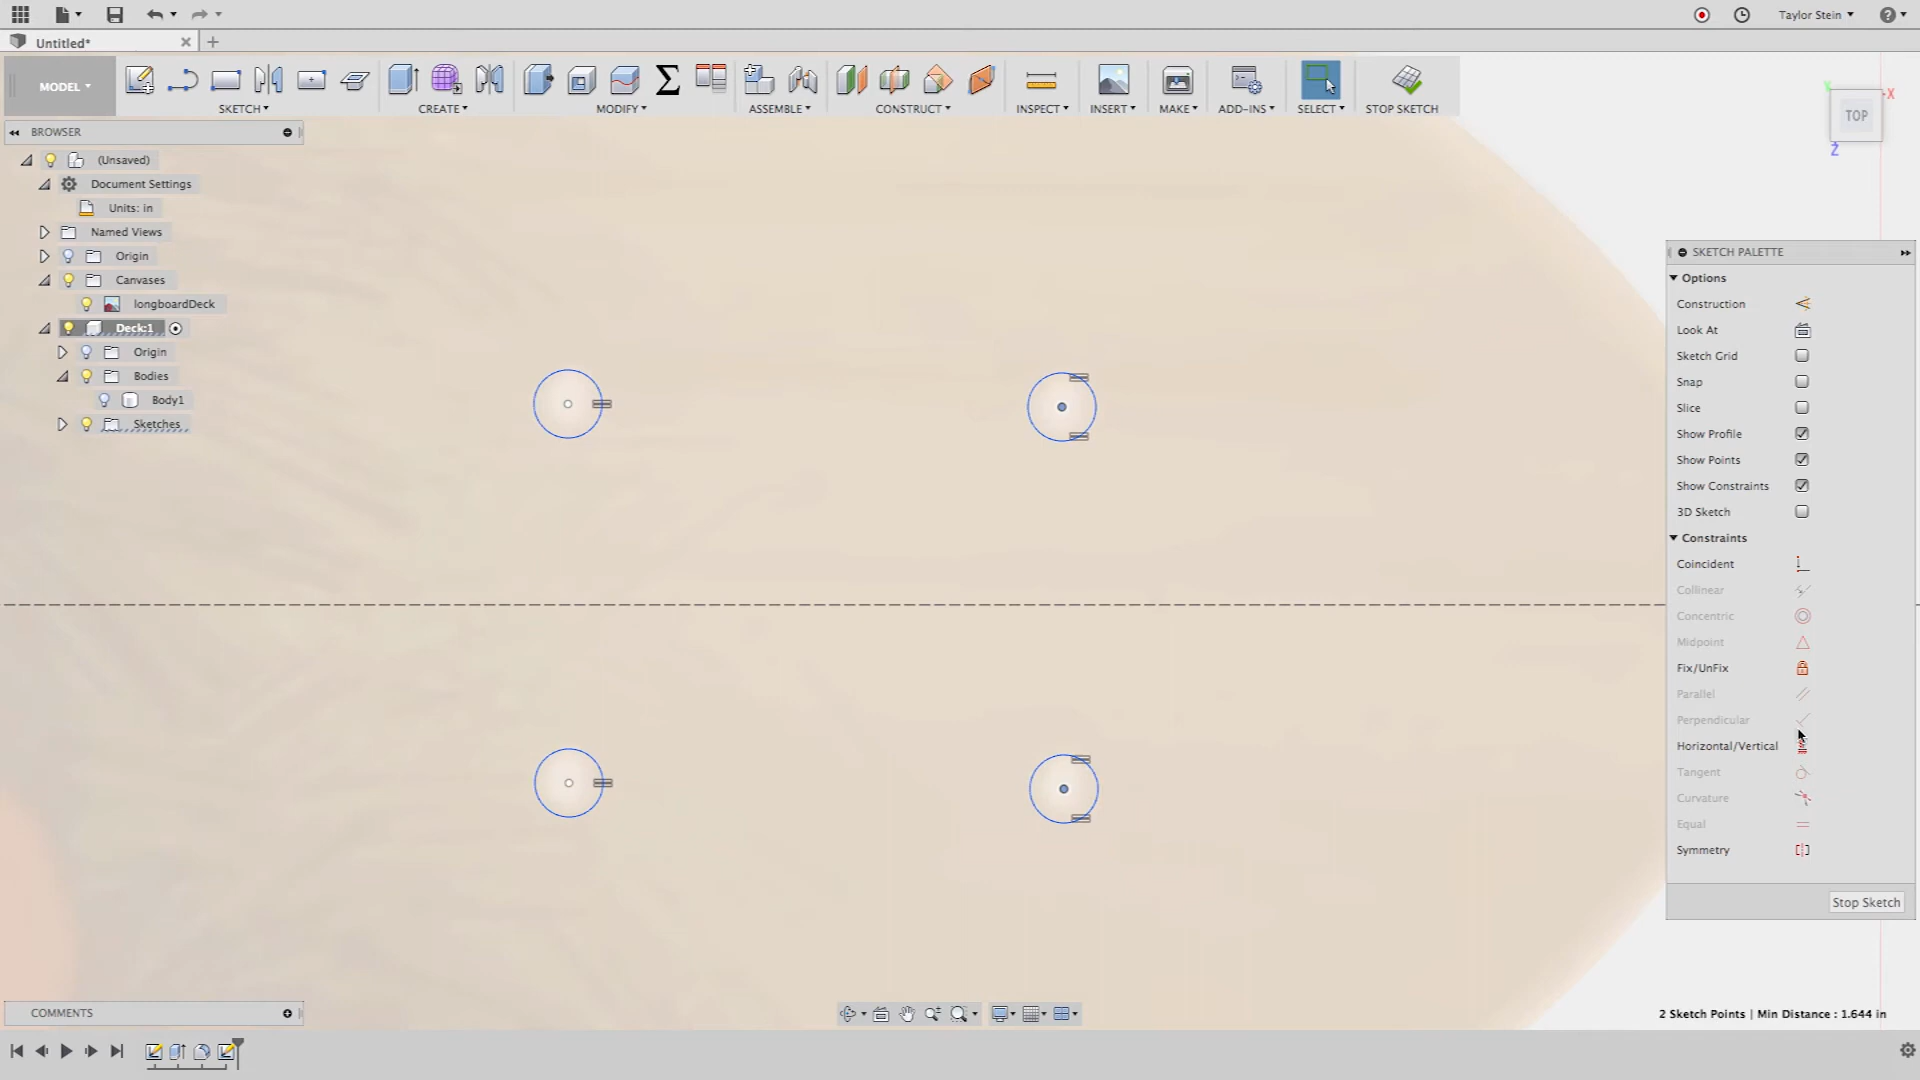 Taylor Stein
Untitled*
MODEL
SKETCH
CREATE
MODIFY
ASSEMBLE
CONSTRUCT
INSPECT
INSERT
MAKE
ADD-INS
SELECT
STOP SKETCH
X
TOP
Z
BROWSER
(Unsaved)
Document Settings
Units: in
Named Views
Origin
Canvases
longboardDeck
Deck:1
Origin
Bodies
Body1
Sketches
SKETCH PALETTE
Options
Construction
Look At
Sketch Grid
Snap
Slice
Show Profile
Show Points
Show Constraints
3D Sketch
Constraints
Coincident
Collinear
Concentric
Midpoint
Fix/UnFix
Parallel
Perpendicular
Horizontal/Vertical
Tangent
Curvature
Equal
Symmetry
Stop Sketch
COMMENTS
2 Sketch Points | Min Distance : 1.644 in